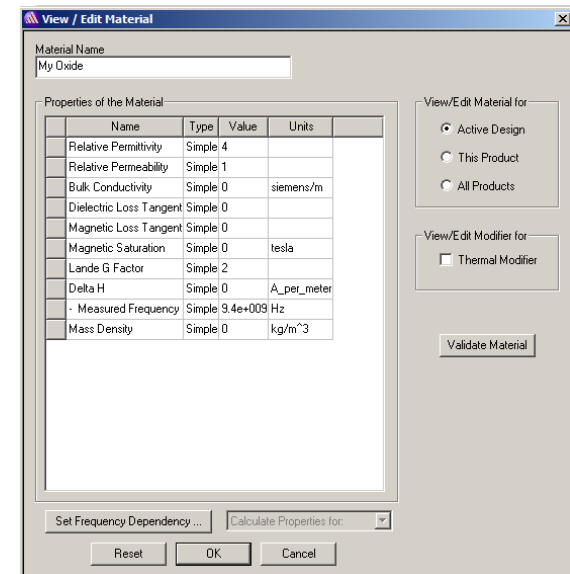 View / Edit Material
Material Name
My Oxide
Properties of the Material
Name Type Value Units
Relative Permittivity Simple 4
Relative Permeability Simple 1
Bulk Conductivity Simple 0 siemens/m
Dielectric Loss Tangent Simple 0
Magnetic Loss Tangent Simple 0
Magnetic Saturation Simple 0 tesla
Lande G Factor Simple 2
Delta H Simple 0 A_per_meter
- Measured Frequency Simple 9.4e+009 Hz
Mass Density Simple 0 kg/m^3
View/Edit Material for
Active Design
This Product
All Products
View/Edit Modifier for
Thermal Modifier
Validate Material
Set Frequency Dependency ... Calculate Properties for:
Reset OK Cancel